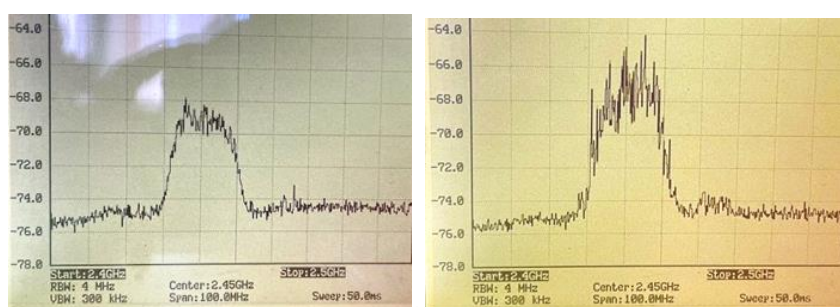 -64.0
-66.0
-68.0
-70.0
-72.0
-74.0
-76.0
-78.0
Start:2.4GHz Stop:2.5GHz
RBW: 4 MHz Center:2.45GHz
VBW: 300 kHz Span:100.0MHz Sweep:50.0ms
-64.0
-66.0
-68.0
-70.0
-72.0
-74.0
-76.0
-78.0
Start:2.4GHz Stop:2.5GHz
RBW: 4 MHz Center:2.45GHz
VBW: 300 kHz Span:100.0MHz Sweep:50.0ms